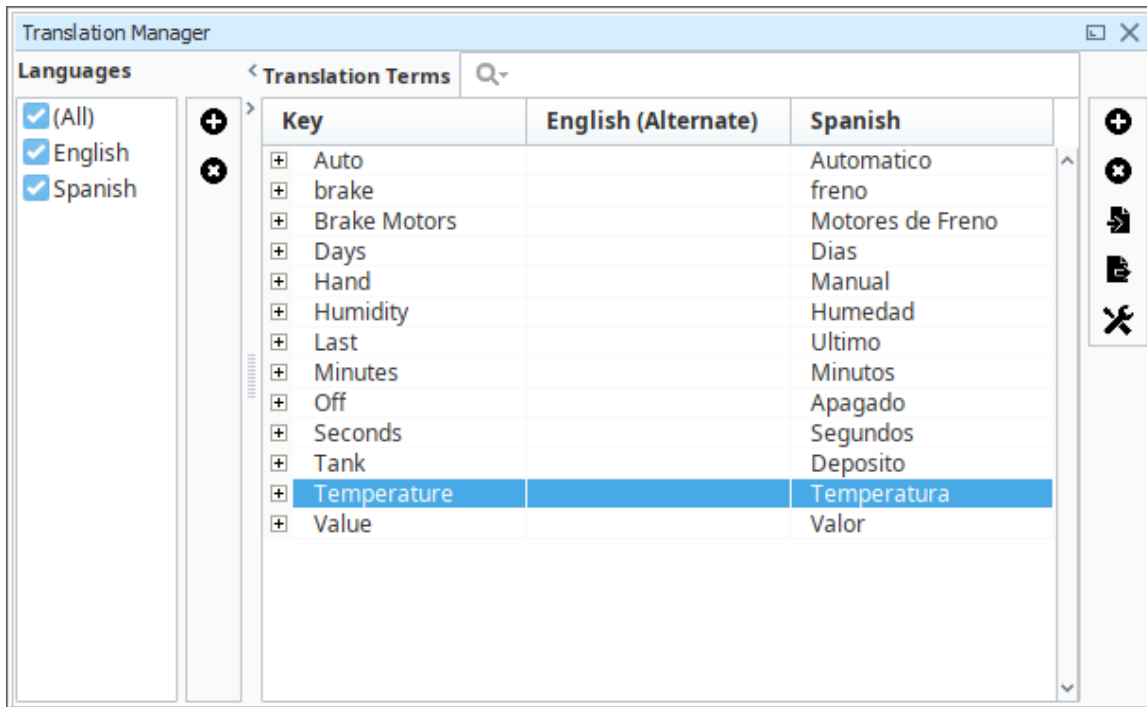 Translation Manager
Languages
Translation Terms
(All)
English
Spanish
Key English (Alternate) Spanish
Auto Automatico
brake freno
Brake Motors Motores de Freno
Days Dias
Hand Manual
Humidity Humedad
Last Ultimo
Minutes Minutos
Off Apagado
Seconds Segundos
Tank Deposito
Temperature Temperatura
Value Valor